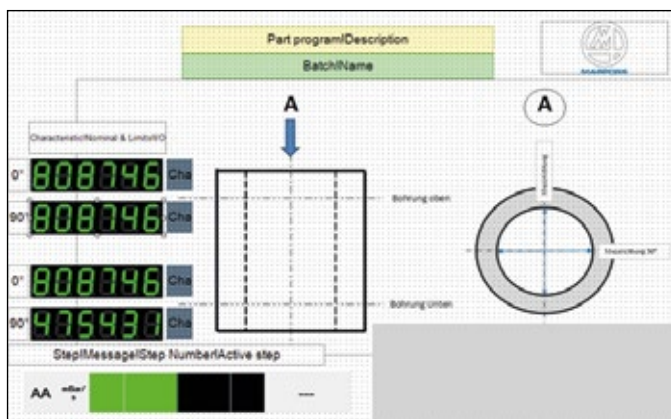 Part program|Description
Batch|Name
MARPOSS
A
A
Characteristic|Nominal & Limits|I/O
0° 808746 Cha
90° 808746 Cha
Bohrung oben
0° 808746 Cha
90° 475431 Cha
Bohrung Unten
Step|Message|Step Number|Active step
AA
----